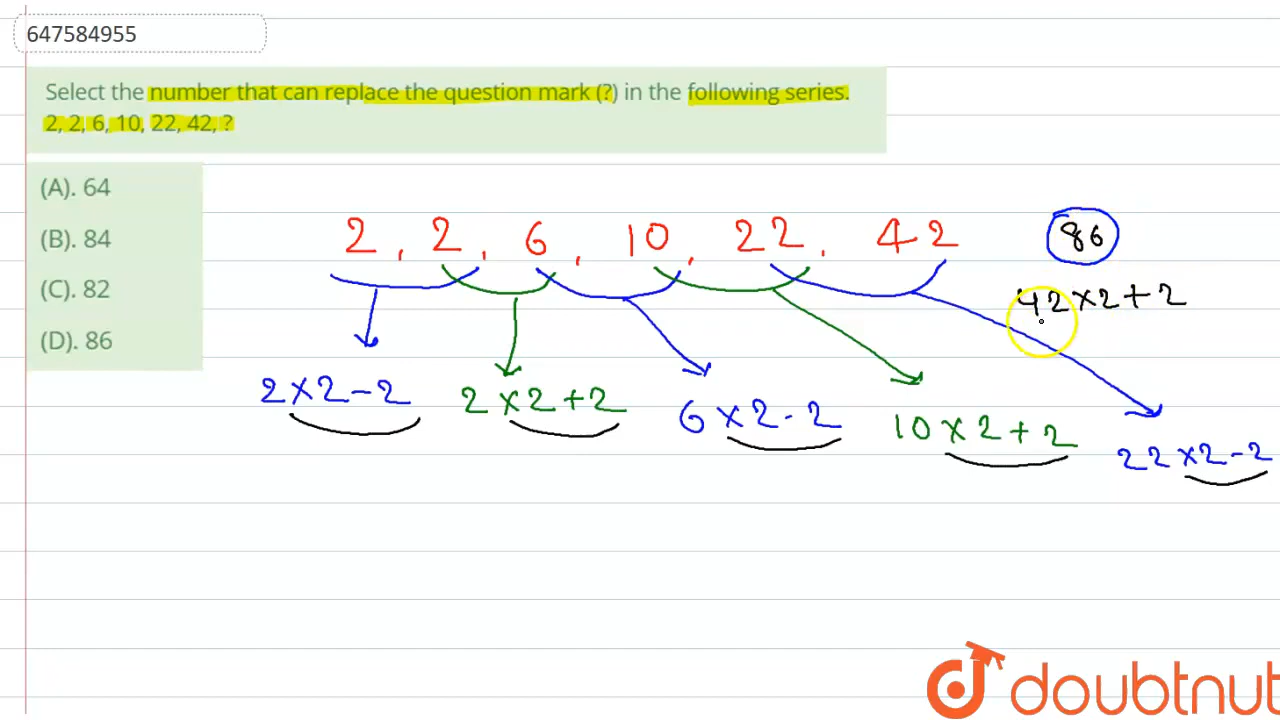 647584955
Select the number that can replace the question mark (?) in the following series.
2, 2, 6, 10, 22, 42, ?
(A). 64
(B). 84
(C). 82
(D). 86
2 , 2 , 6 , 10 , 22 , 42 86
42×2+2
2×2-2 2×2+2 6×2-2 10×2+2 22×2-2
doubtnut